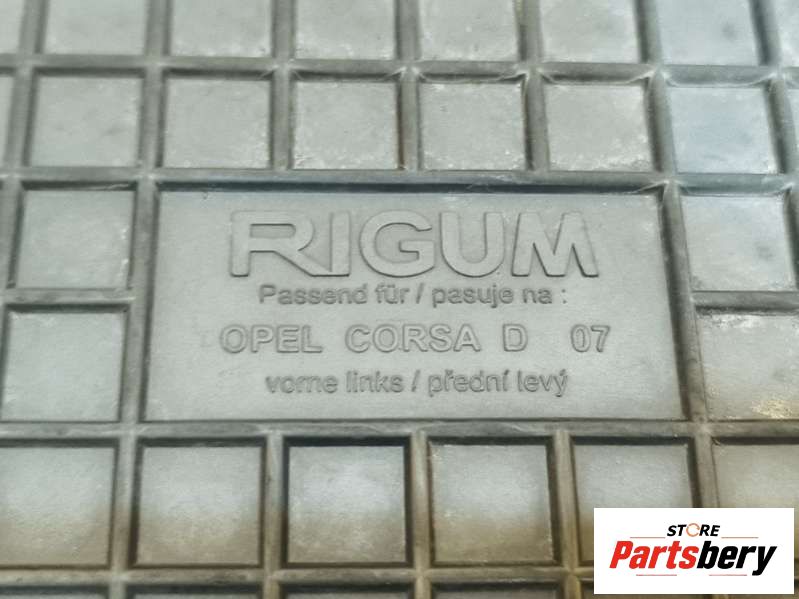 RIGUM
Passend für / pasuje na :
OPEL CORSA D 07
vorne links / přední levý
STORE
Partsbery